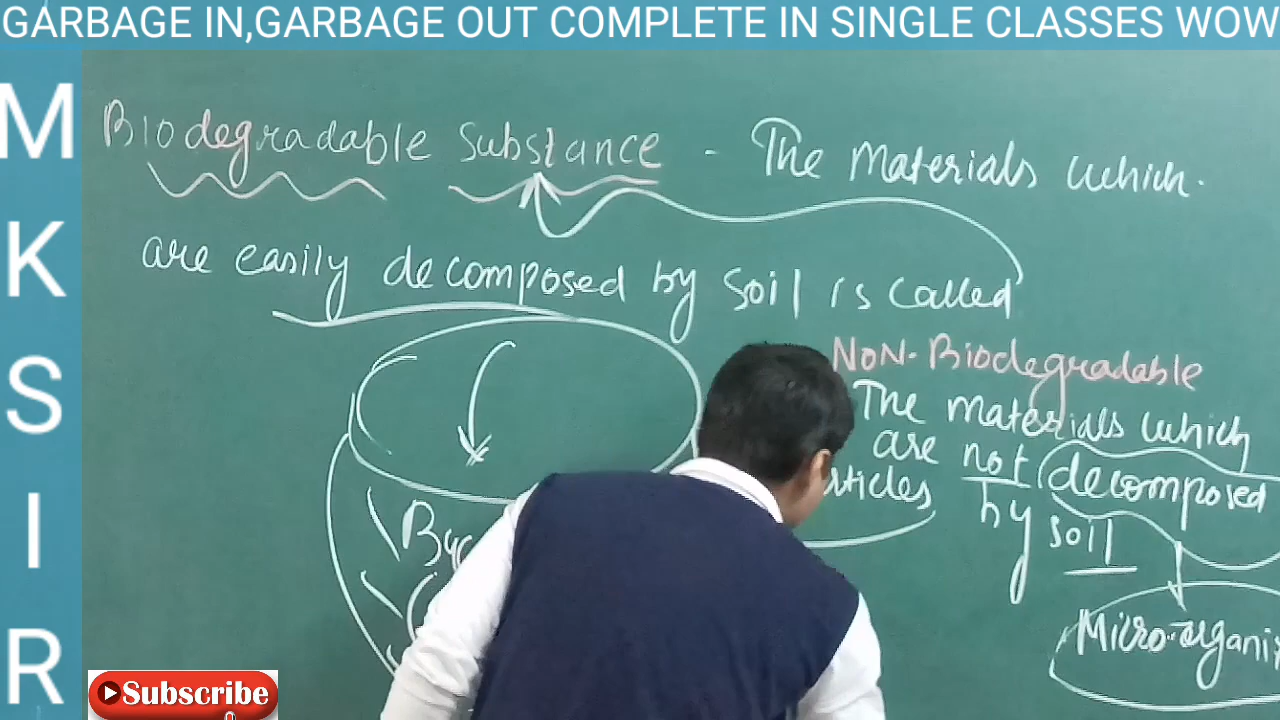 GARBAGE IN,GARBAGE OUT COMPLETE IN SINGLE CLASSES WOW
M
K
S
I
R
Biodegradable Substance - The Materials which.
are easily decomposed by soil is called
NON-Biodegradable
The materials which
are not decomposed
by soil
Micro-organi
Subscribe